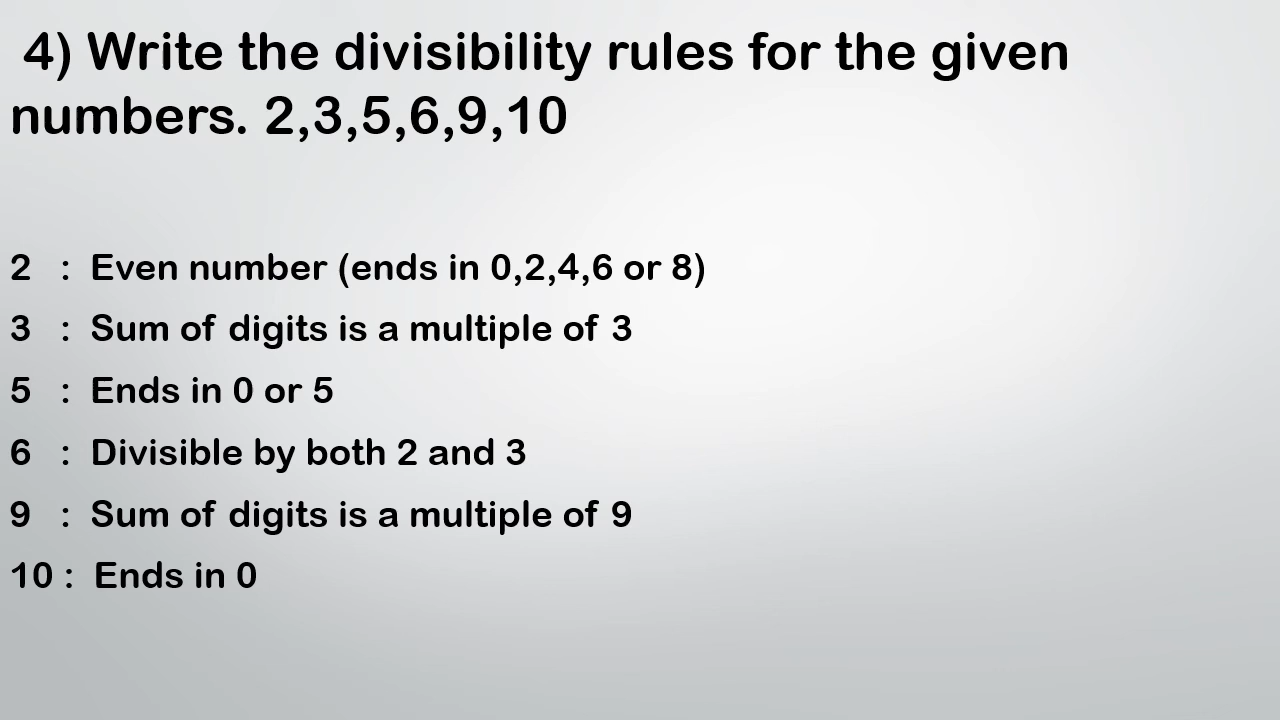 4) Write the divisibility rules for the given
numbers. 2,3,5,6,9,10
2 : Even number (ends in 0,2,4,6 or 8)
3 : Sum of digits is a multiple of 3
5 : Ends in 0 or 5
6 : Divisible by both 2 and 3
9 : Sum of digits is a multiple of 9
10 : Ends in 0